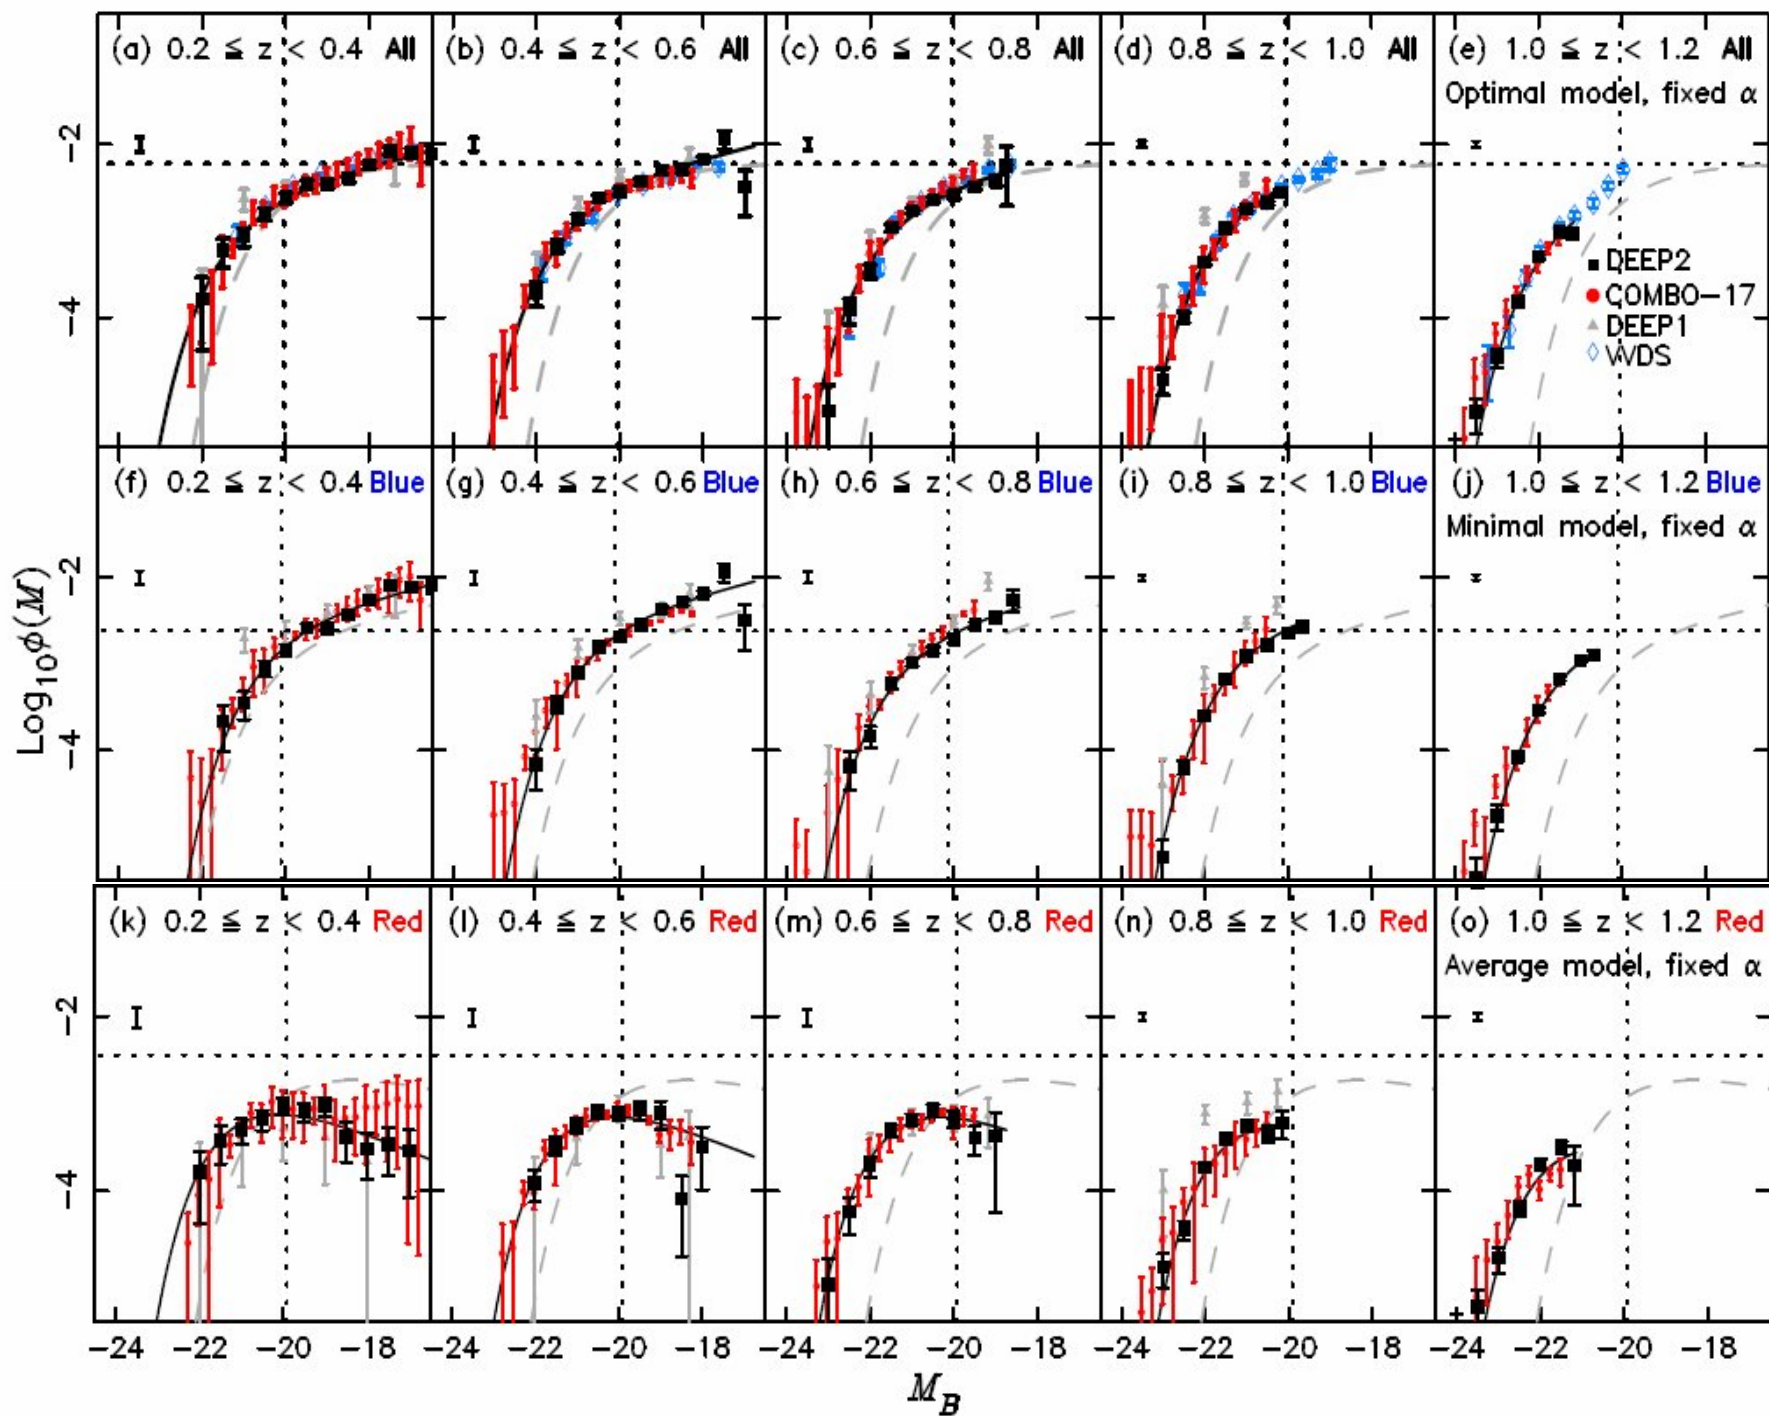 (a) 0.2 ≦ z < 0.4 All
(b) 0.4 ≦ z < 0.6 All
(c) 0.6 ≦ z < 0.8 All
(d) 0.8 ≦ z < 1.0 All
(e) 1.0 ≦ z < 1.2 All
Optimal model, fixed α
-2
-4
DEEP2
COMBO-17
DEEP1
VVDS
(f) 0.2 ≦ z < 0.4 Blue
(g) 0.4 ≦ z < 0.6 Blue
(h) 0.6 ≦ z < 0.8 Blue
(i) 0.8 ≦ z < 1.0 Blue
(j) 1.0 ≦ z < 1.2 Blue
Minimal model, fixed α
Log₁₀ϕ(M)
-2
-4
(k) 0.2 ≦ z < 0.4 Red
(l) 0.4 ≦ z < 0.6 Red
(m) 0.6 ≦ z < 0.8 Red
(n) 0.8 ≦ z < 1.0 Red
(o) 1.0 ≦ z < 1.2 Red
Average model, fixed α
-2
-4
-24 -22 -20 -18 -24 -22 -20 -18 -24 -22 -20 -18 -24 -22 -20 -18 -24 -22 -20 -18
M_B